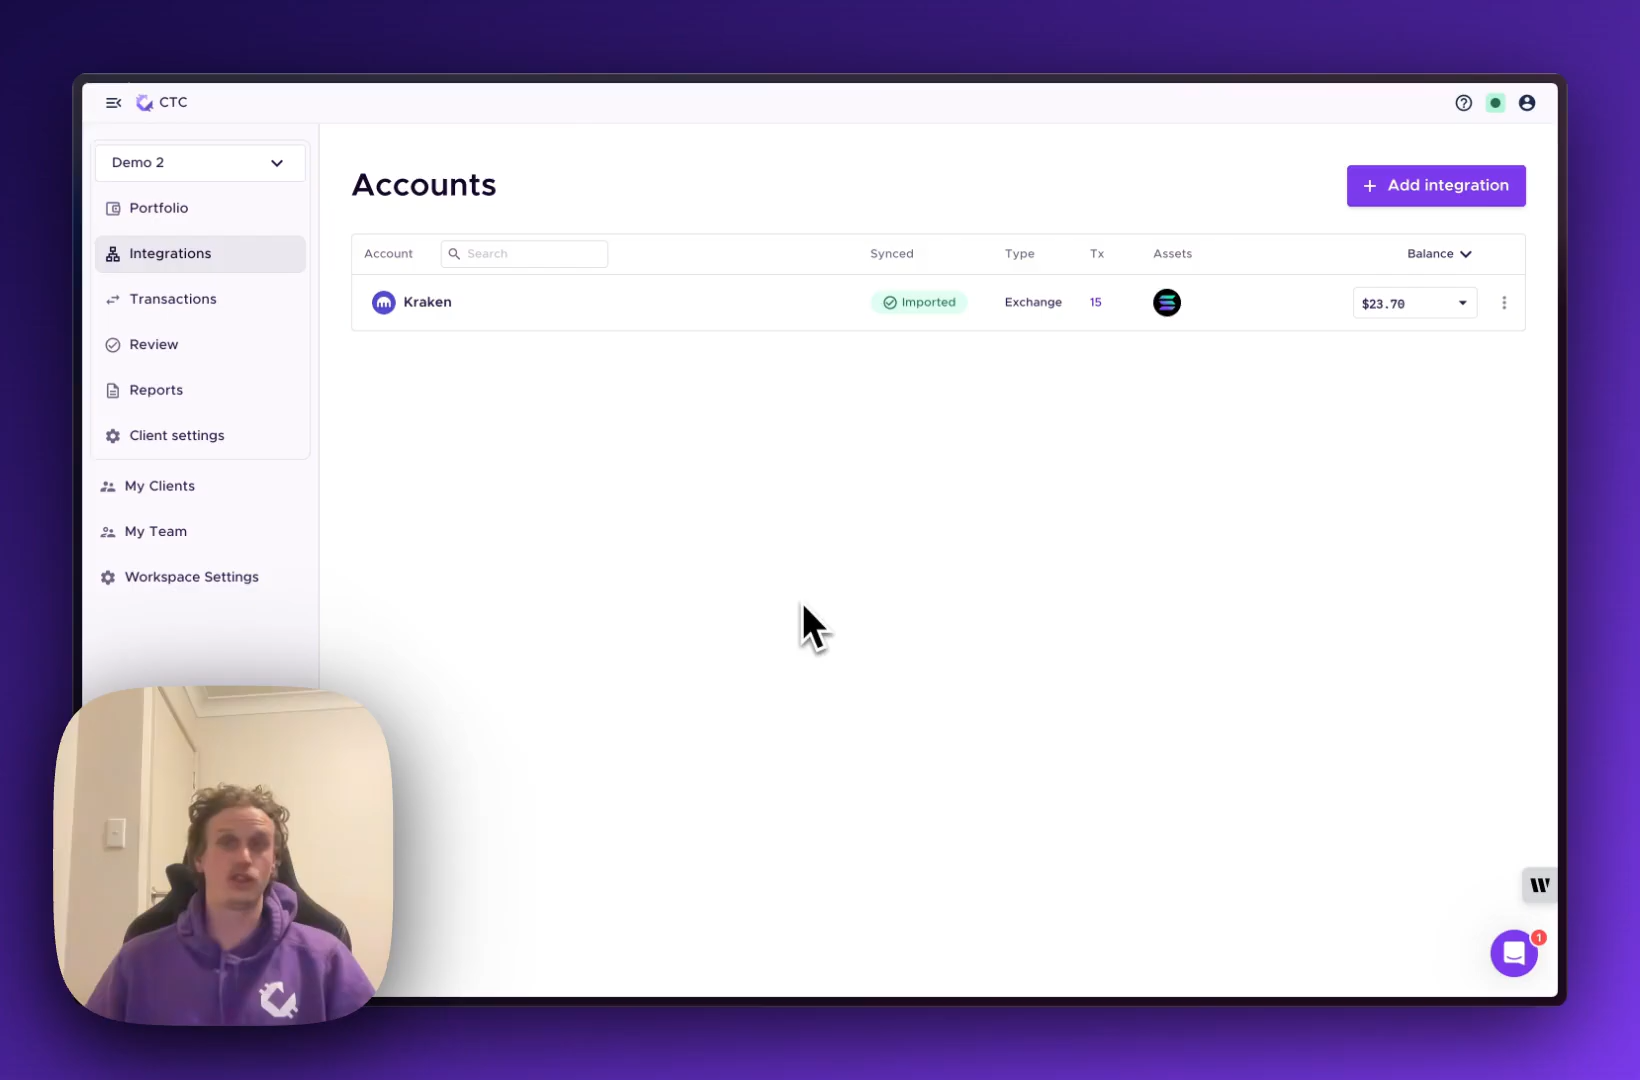 CTC
Demo 2
Portfolio
Integrations
Transactions
Review
Reports
Client settings
My Clients
My Team
Workspace Settings
Accounts
+ Add integration
Account Search Synced Type Tx Assets Balance
Kraken Imported Exchange 15 $23.70
W
1